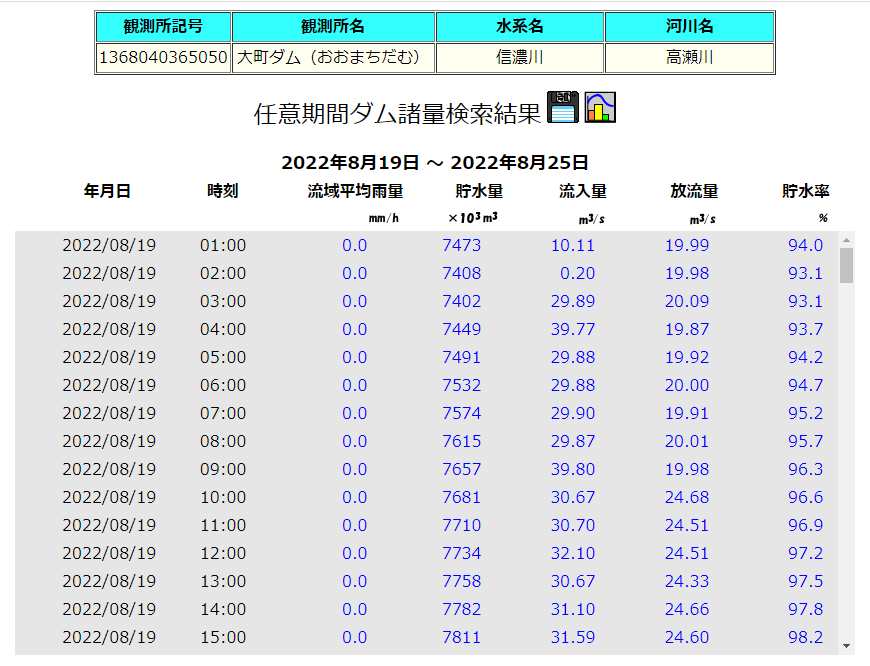 観測所記号 観測所名 水系名 河川名
1368040365050 大町ダム（おおまちだむ） 信濃川 高瀬川
任意期間ダム諸量検索結果
2022年8月19日 ～ 2022年8月25日
年月日 時刻 流域平均雨量 貯水量 流入量 放流量 貯水率
mm/h ×10³m³ m³/s m³/s %
2022/08/19 01:00 0.0 7473 10.11 19.99 94.0
2022/08/19 02:00 0.0 7408 0.20 19.98 93.1
2022/08/19 03:00 0.0 7402 29.89 20.09 93.1
2022/08/19 04:00 0.0 7449 39.77 19.87 93.7
2022/08/19 05:00 0.0 7491 29.88 19.92 94.2
2022/08/19 06:00 0.0 7532 29.88 20.00 94.7
2022/08/19 07:00 0.0 7574 29.90 19.91 95.2
2022/08/19 08:00 0.0 7615 29.87 20.01 95.7
2022/08/19 09:00 0.0 7657 39.80 19.98 96.3
2022/08/19 10:00 0.0 7681 30.67 24.68 96.6
2022/08/19 11:00 0.0 7710 30.70 24.51 96.9
2022/08/19 12:00 0.0 7734 32.10 24.51 97.2
2022/08/19 13:00 0.0 7758 30.67 24.33 97.5
2022/08/19 14:00 0.0 7782 31.10 24.66 97.8
2022/08/19 15:00 0.0 7811 31.59 24.60 98.2